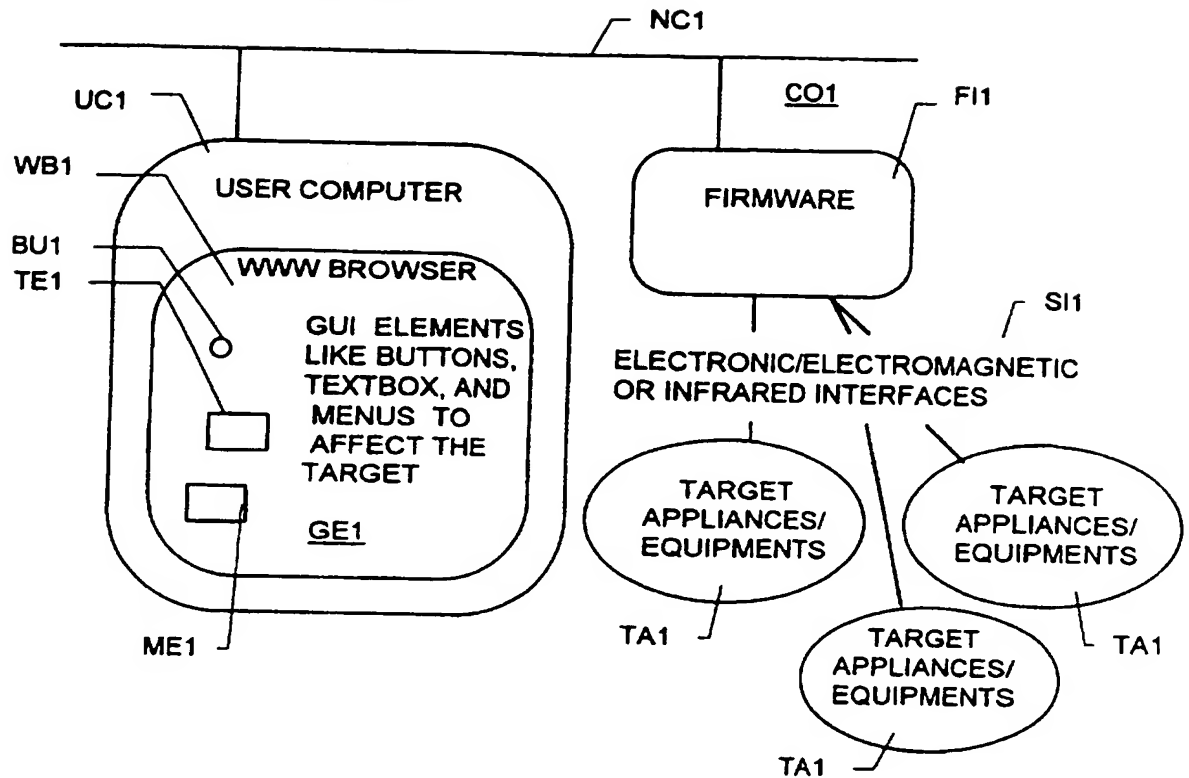 NC1
UC1
CO1
FI1
WB1
USER COMPUTER
FIRMWARE
BU1
TE1
WWW BROWSER
GUI ELEMENTS
LIKE BUTTONS,
TEXTBOX, AND
MENUS TO
AFFECT THE
TARGET
GE1
ME1
SI1
ELECTRONIC/ELECTROMAGNETIC
OR INFRARED INTERFACES
TARGET
APPLIANCES/
EQUIPMENTS
TA1
TARGET
APPLIANCES/
EQUIPMENTS
TA1
TARGET
APPLIANCES/
EQUIPMENTS
TA1